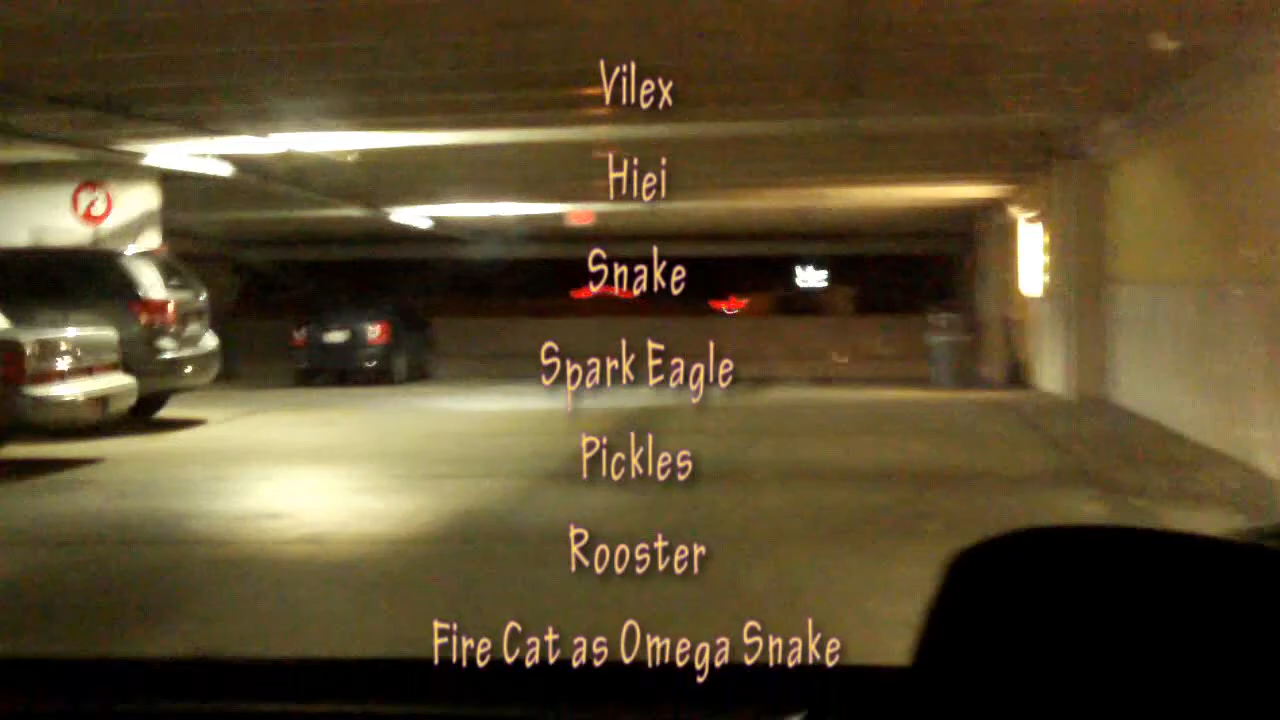 Vilex
Hiei
Snake
Spark Eagle
Pickles
Rooster
Fire Cat as Omega Snake